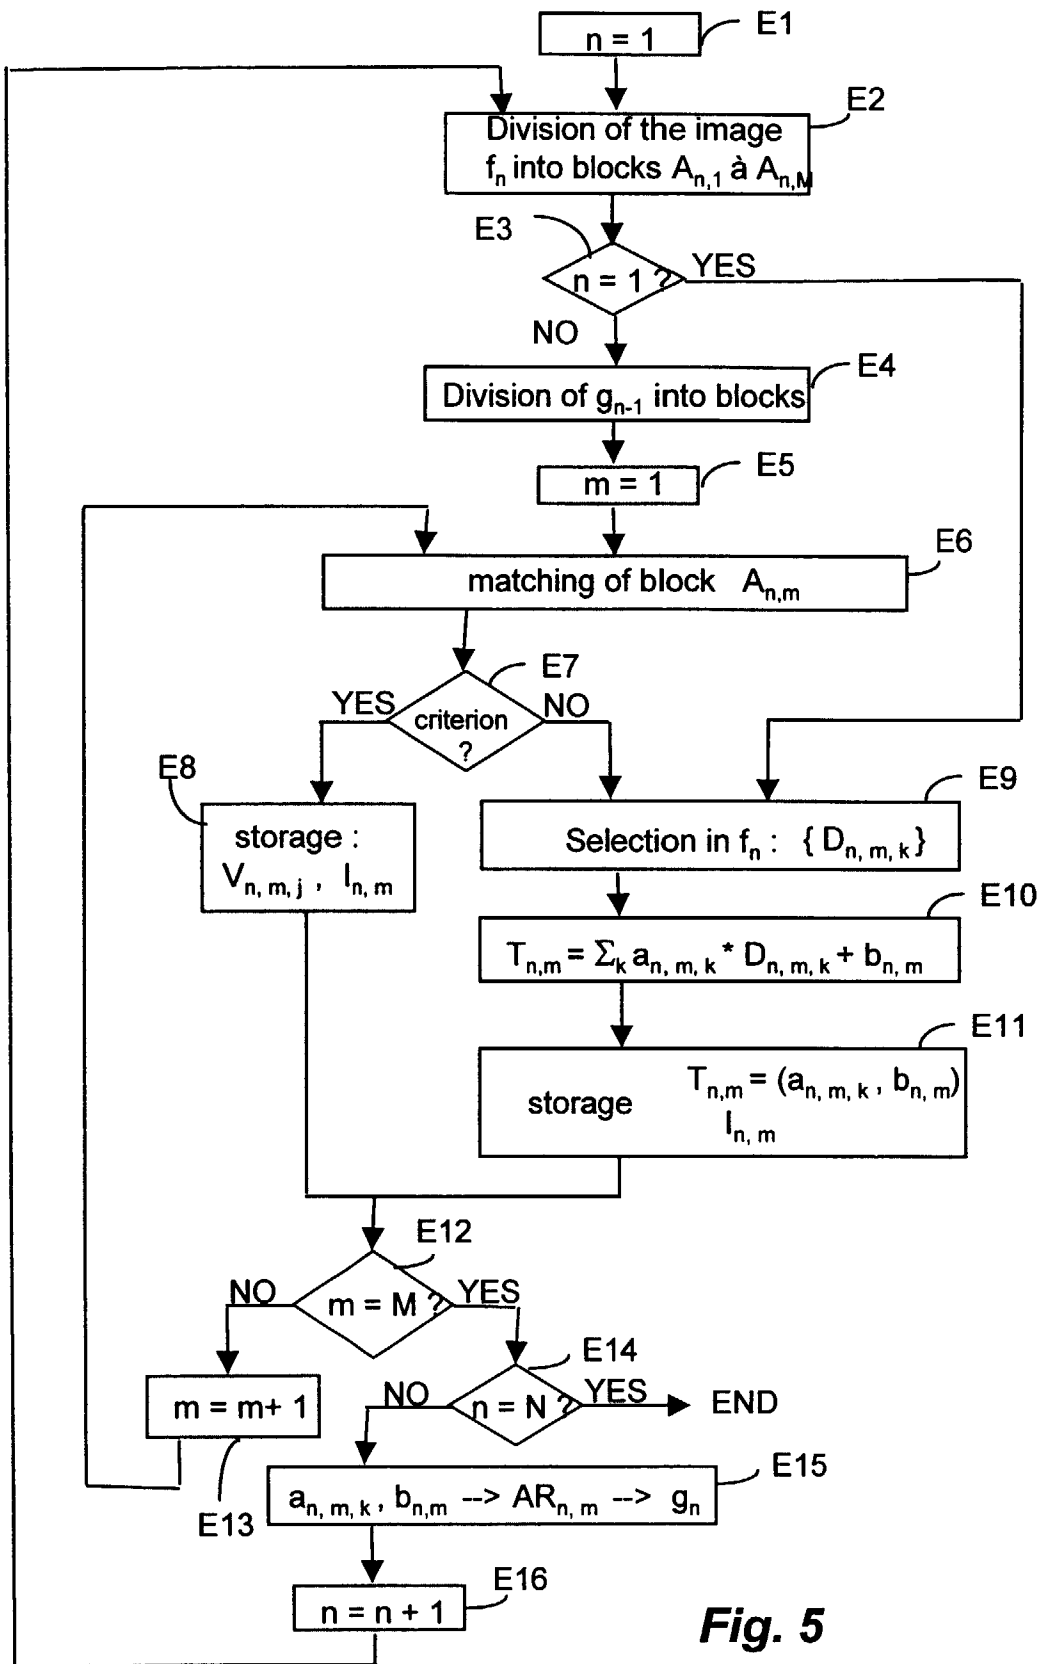 E1
n = 1
E2
Division of the image
fn into blocks An,1 à An,M
E3
n = 1 ?
YES
NO
E4
Division of gn-1 into blocks
E5
m = 1
E6
matching of block An,m
E7
YES
criterion
?
NO
E8
storage :
Vn, m, j , In, m
E9
Selection in fn : { Dn, m, k }
E10
Tn,m = Σk an, m, k * Dn, m, k + bn, m
E11
storage
Tn,m = (an, m, k , bn, m)
In, m
E12
NO
m = M ?
YES
E14
m = m+ 1
NO
n = N ?
YES
END
E13
E15
an, m, k , bn,m --> ARn, m --> gn
E16
n = n + 1
Fig. 5